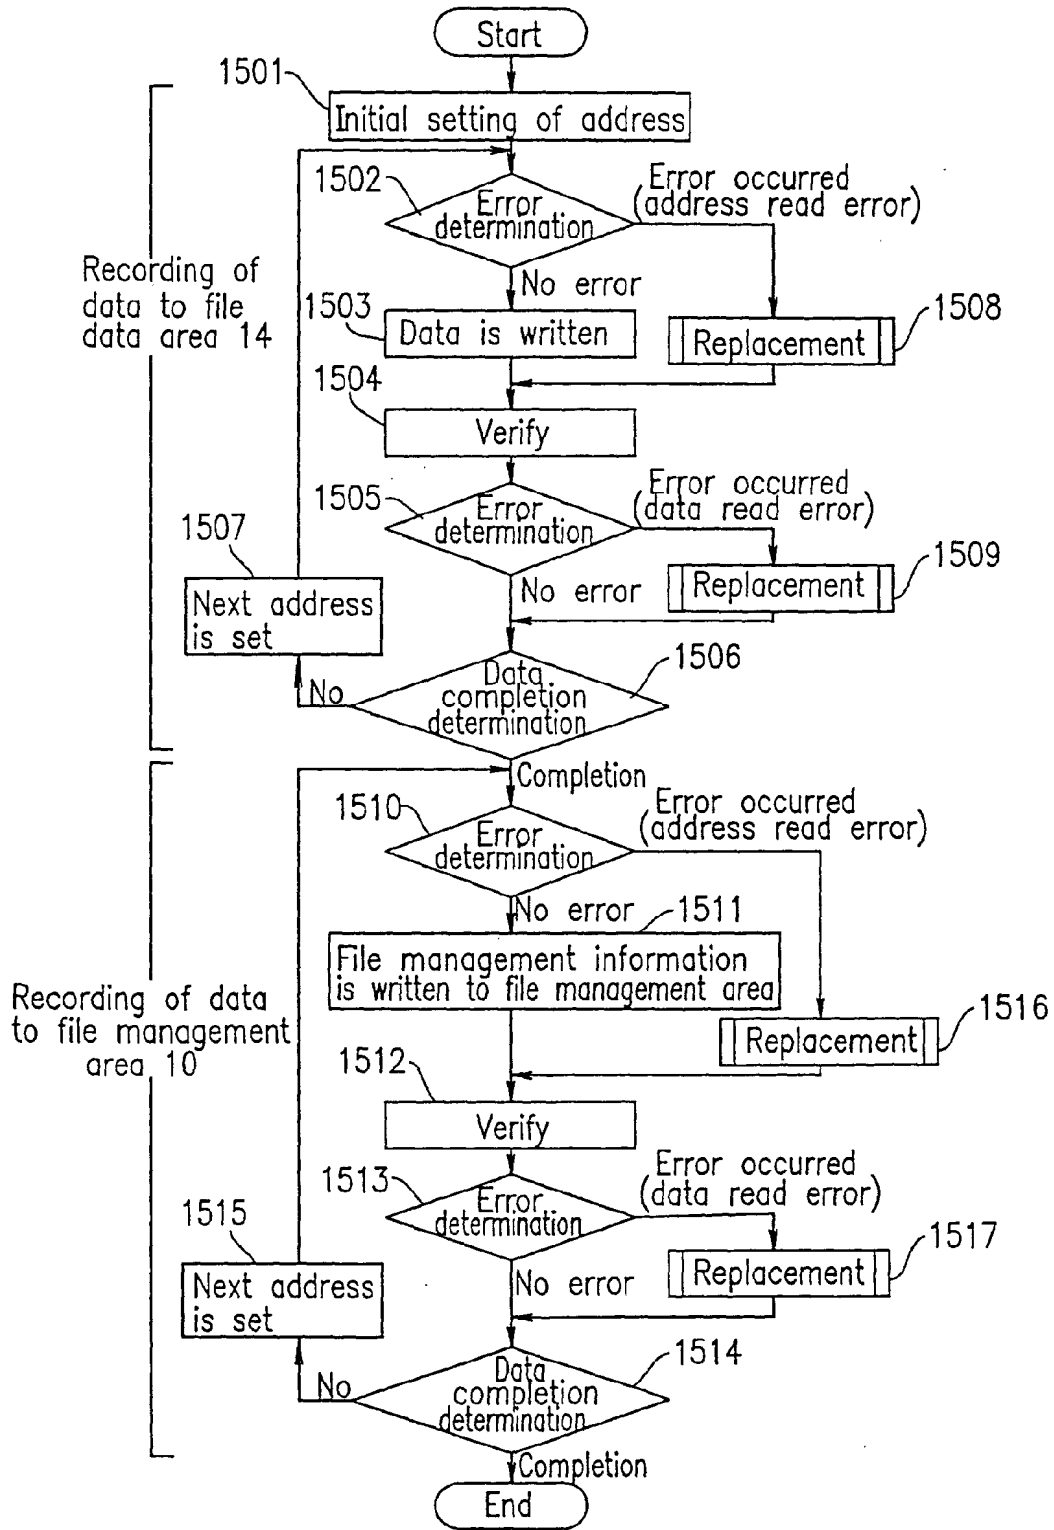 Start
1501
Initial setting of address
1502
Error
determination
Error occurred
(address read error)
No error
Recording of
data to file
data area 14
1503
Data is written
1508
Replacement
1504
Verify
1505
Error
determination
Error occurred
(data read error)
1507
Next address
is set
No error
1509
Replacement
1506
Data
completion
determination
No
Completion
1510
Error
determination
Error occurred
(address read error)
No error
1511
File management information
is written to file management area
Recording of data
to file management
area 10
1516
Replacement
1512
Verify
1513
Error
determination
Error occurred
(data read error)
1515
Next address
is set
No error
1517
Replacement
1514
Data
completion
determination
No
Completion
End